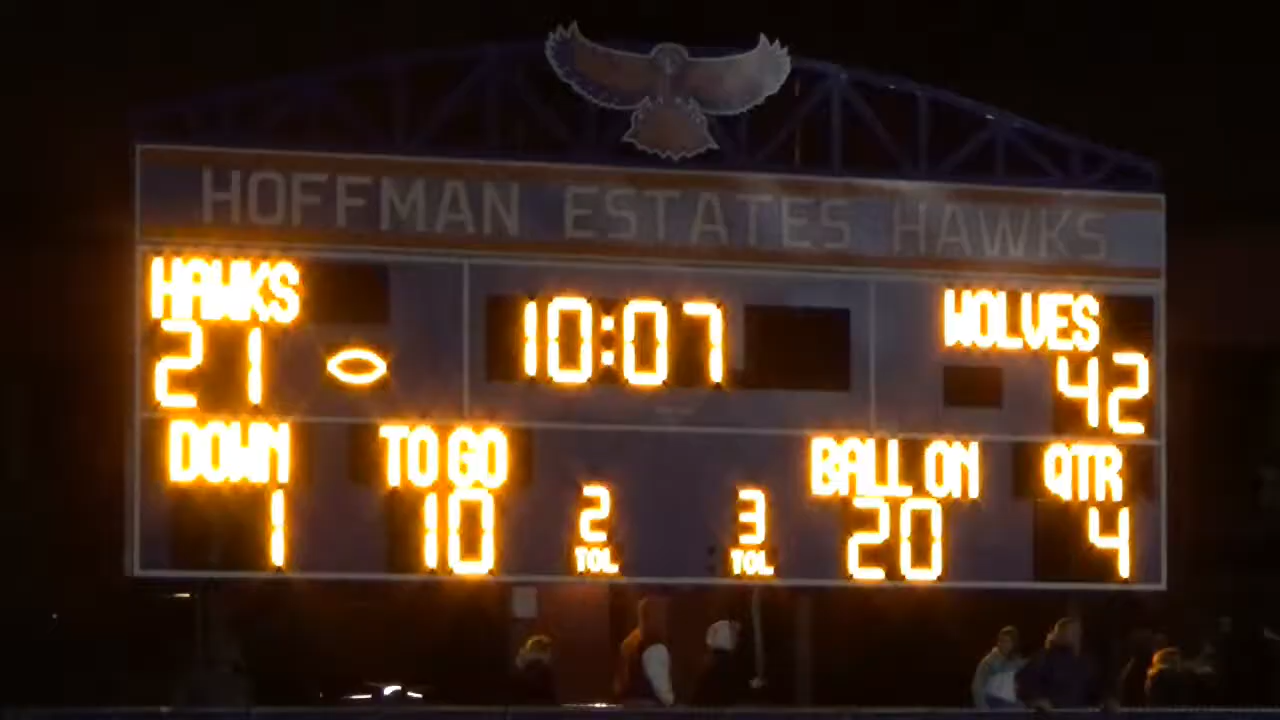 HOFFMAN ESTATES HAWKS
HAWKS
WOLVES
21
10:07
42
DOWN
TO GO
BALL ON
QTR
1
10
2
3
20
4
TOL
TOL